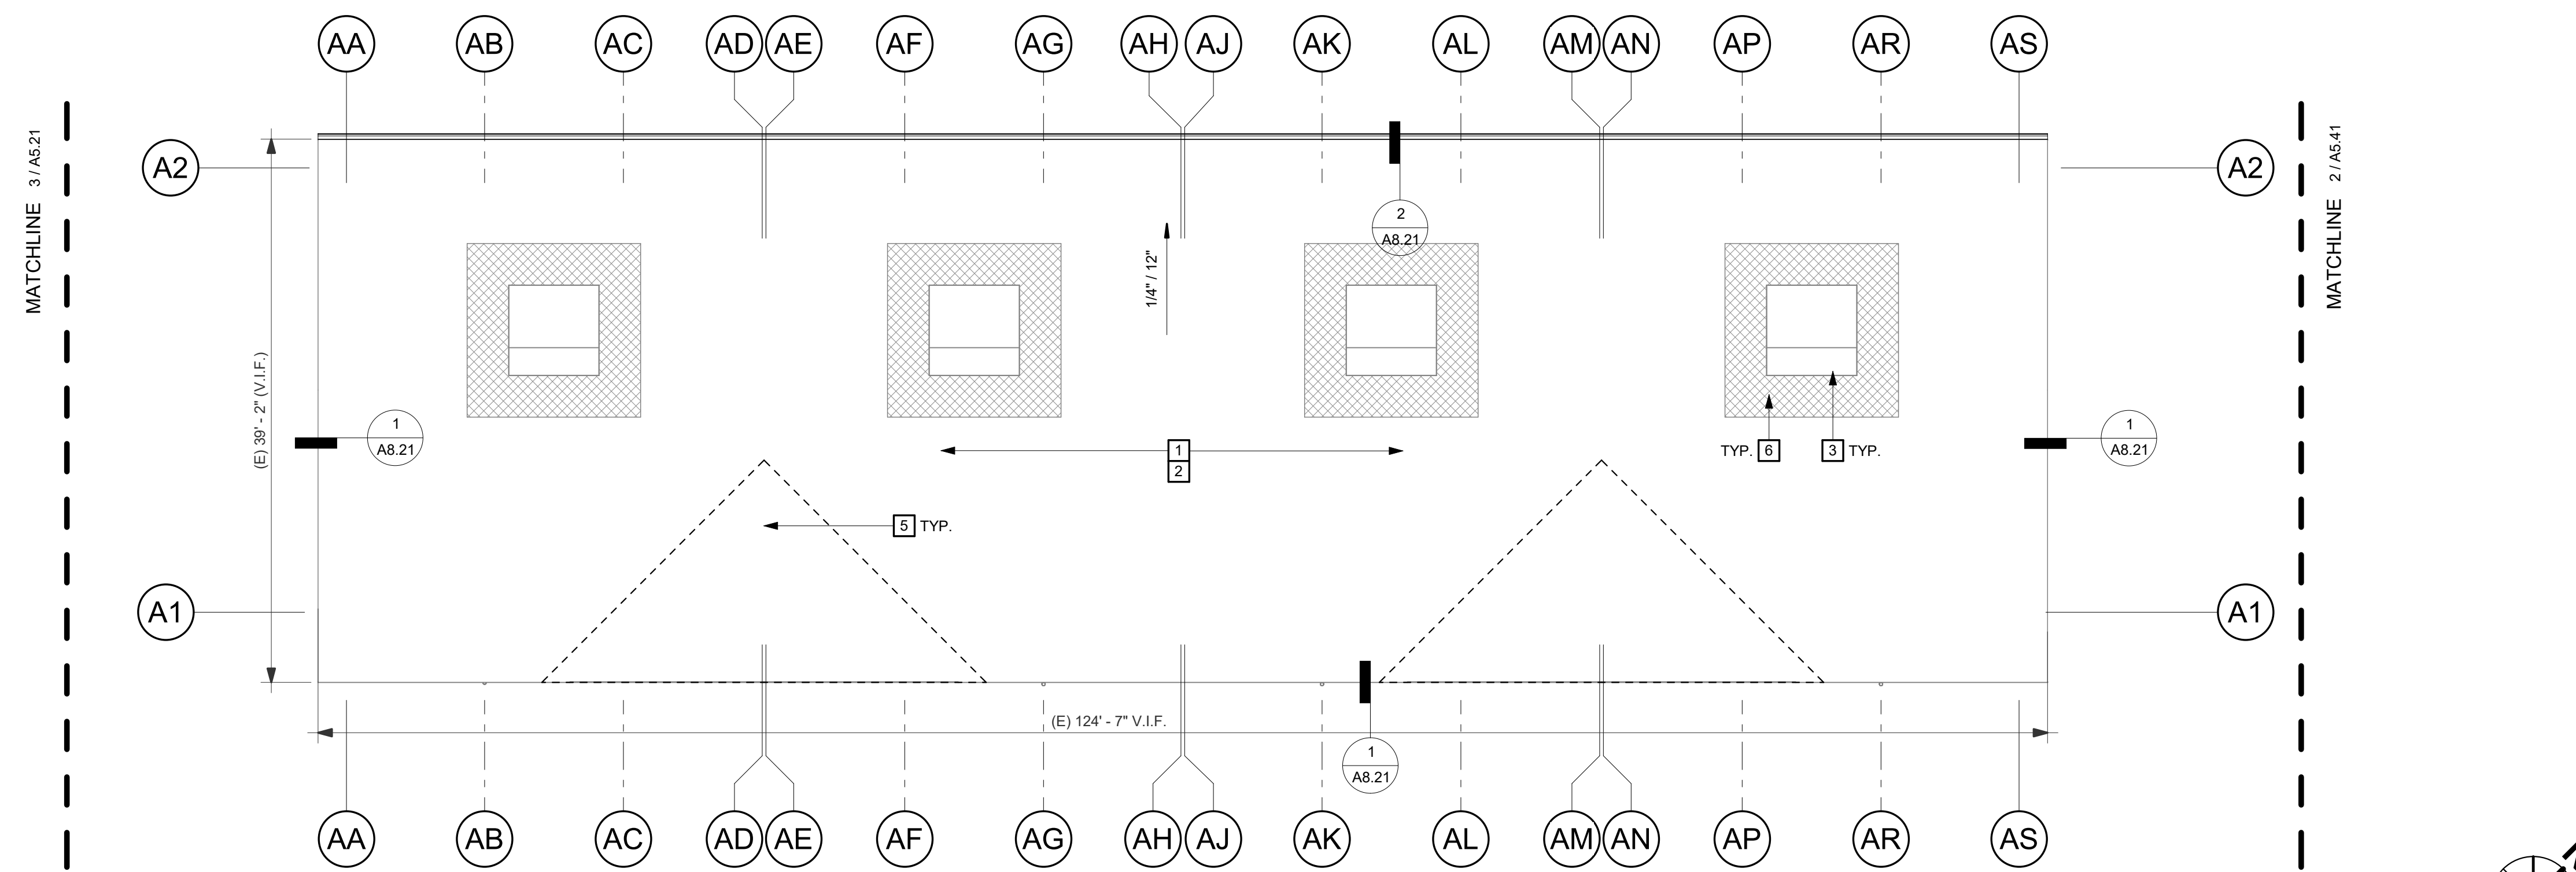 AA AB AC AD AE AF AG AH AJ AK AL AM AN AP AR AS
MATCHLINE 3 / A5.21
MATCHLINE 2 / A5.41
A2
A2
2
A8.21
1/4" / 12"
(E) 39' - 2" (V.I.F.)
1
A8.21
1
2
TYP. 6
3 TYP.
1
A8.21
5 TYP.
A1
A1
(E) 124' - 7" V.I.F.
1
A8.21
AA AB AC AD AE AF AG AH AJ AK AL AM AN AP AR AS